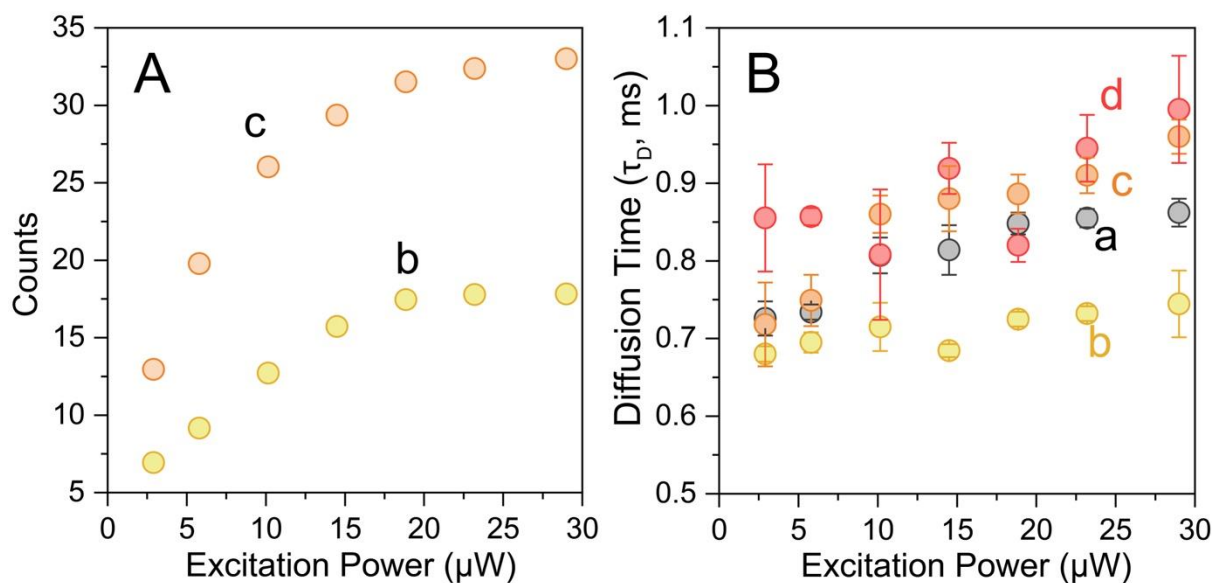 A
c
b
35
30
25
20
15
10
5
0 5 10 15 20 25 30
Counts
Excitation Power (µW)
B
d
c
a
b
1.1
1.0
0.9
0.8
0.7
0.6
0.5
0 5 10 15 20 25 30
Diffusion Time (τD, ms)
Excitation Power (µW)